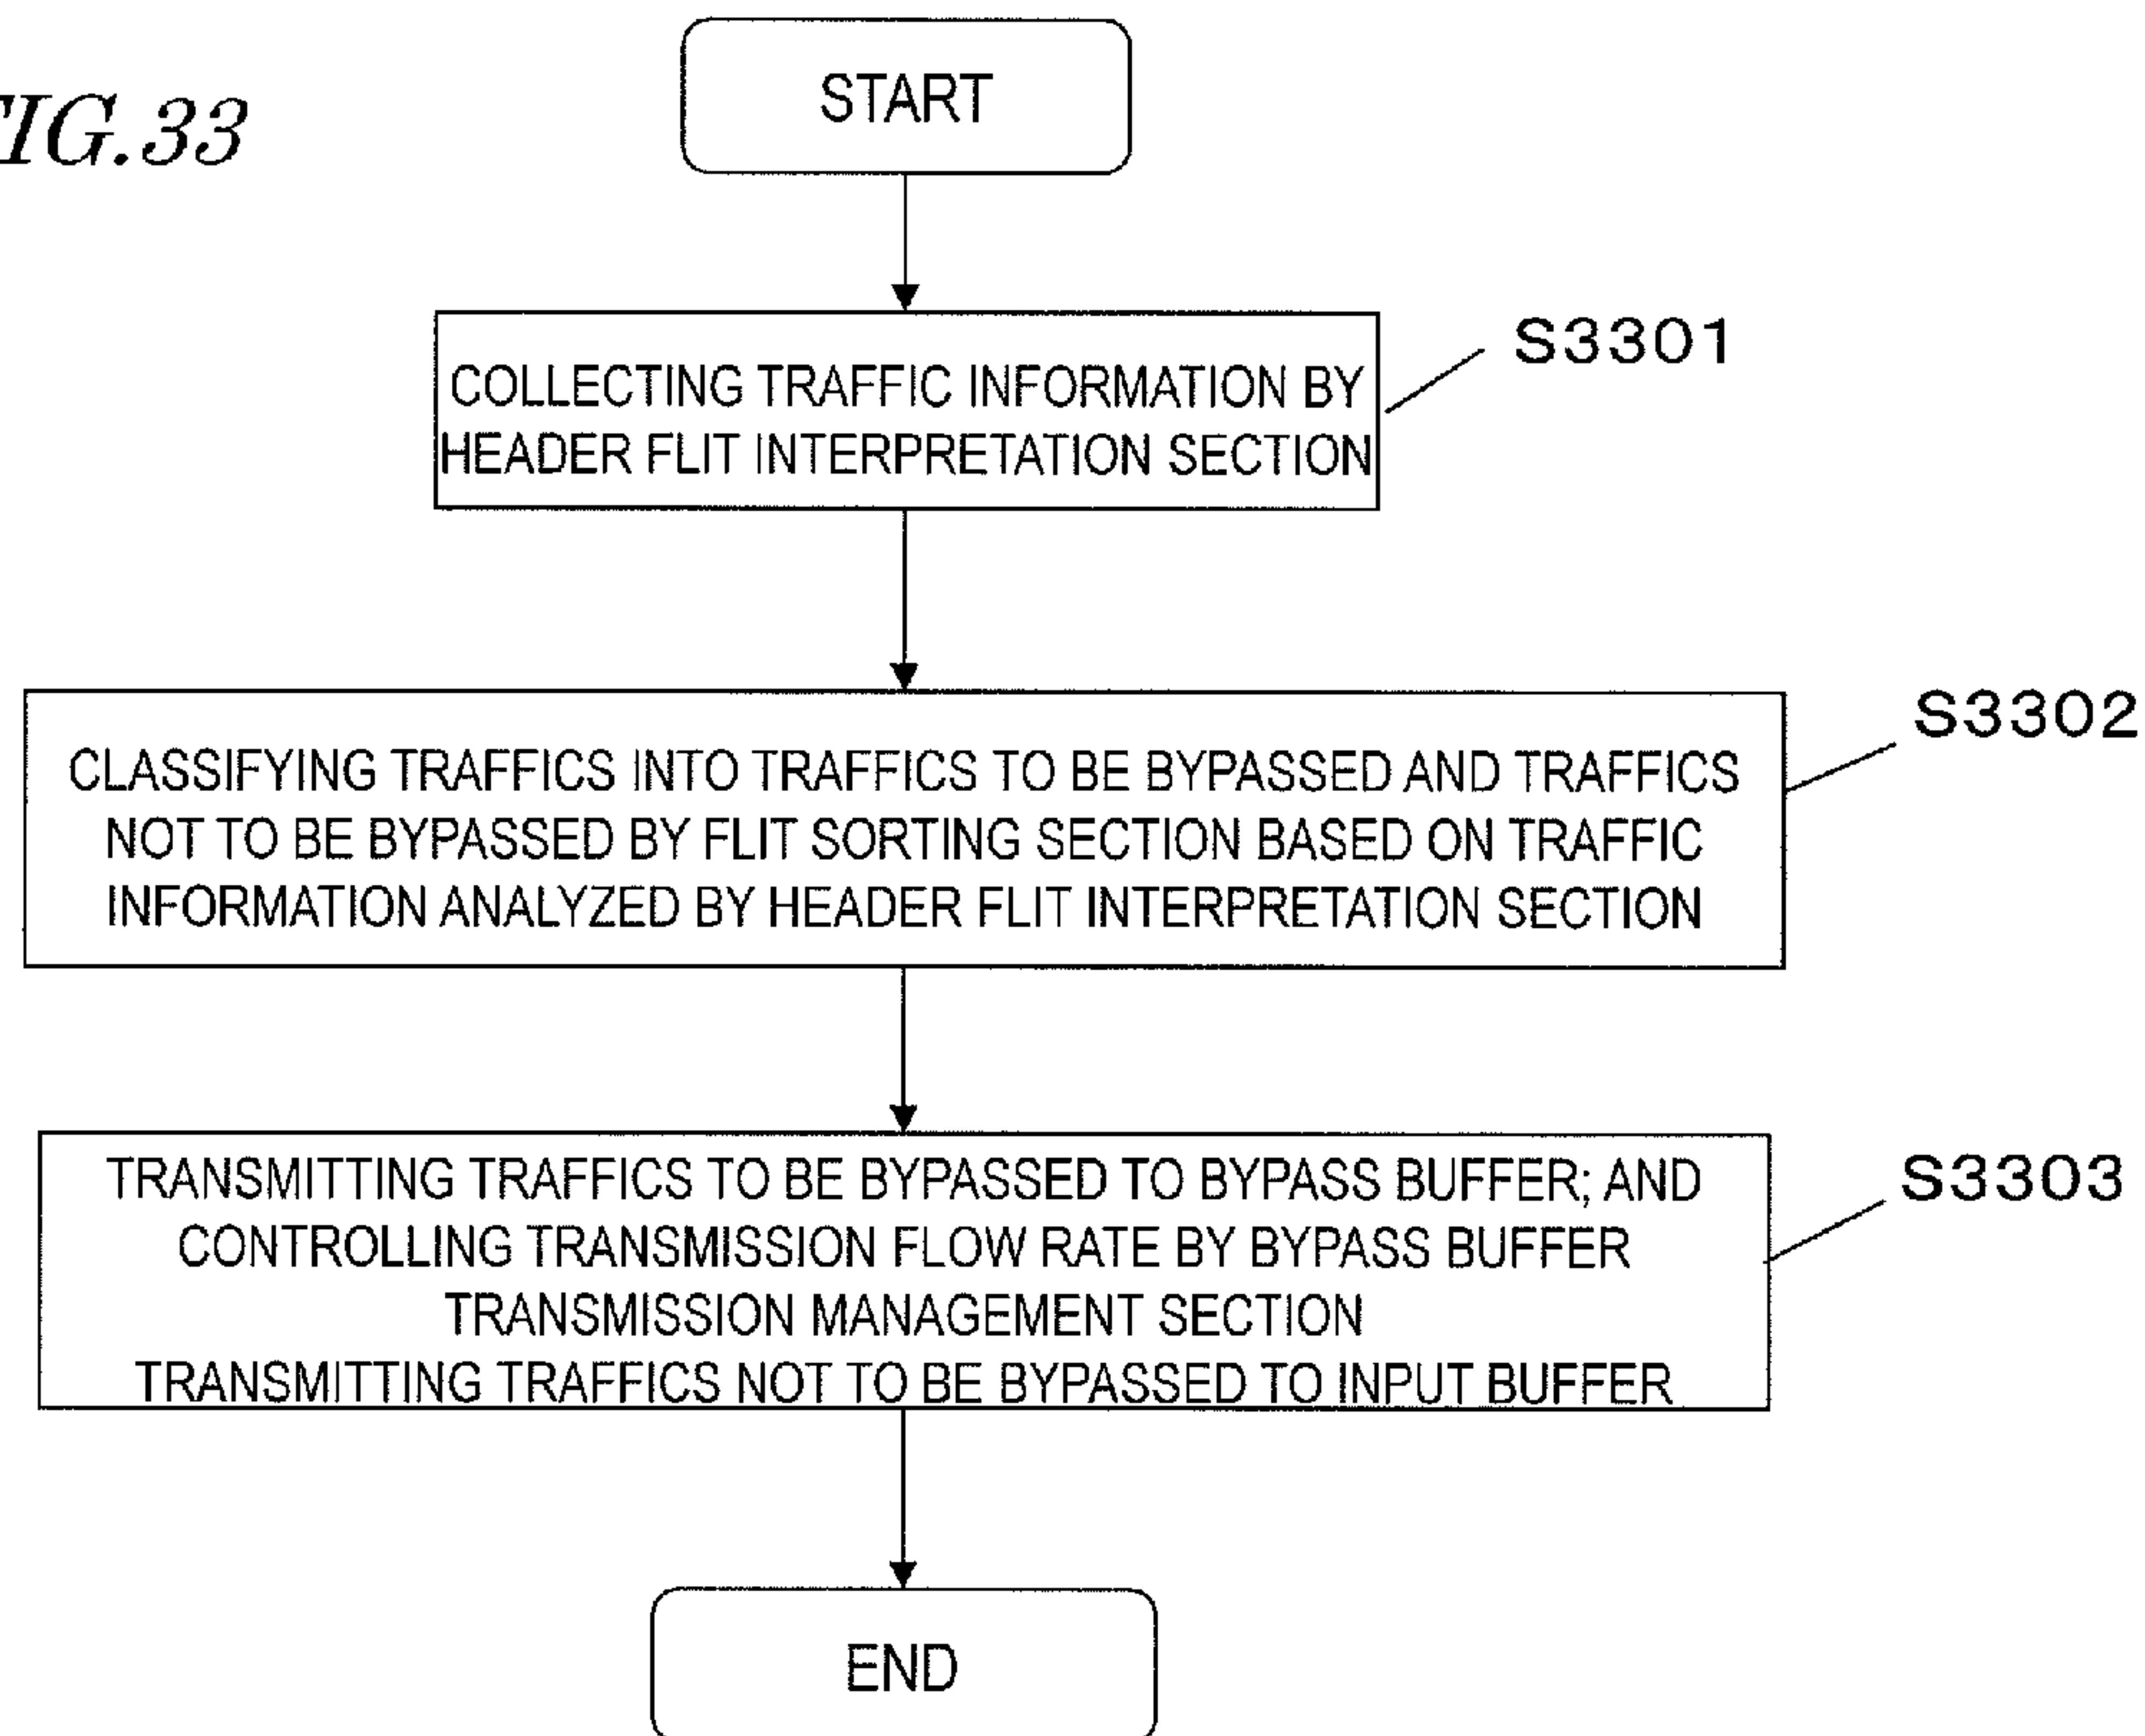 FIG.33
START
S3301
COLLECTING TRAFFIC INFORMATION BY
HEADER FLIT INTERPRETATION SECTION
S3302
CLASSIFYING TRAFFICS INTO TRAFFICS TO BE BYPASSED AND TRAFFICS
NOT TO BE BYPASSED BY FLIT SORTING SECTION BASED ON TRAFFIC
INFORMATION ANALYZED BY HEADER FLIT INTERPRETATION SECTION
S3303
TRANSMITTING TRAFFICS TO BE BYPASSED TO BYPASS BUFFER; AND
CONTROLLING TRANSMISSION FLOW RATE BY BYPASS BUFFER
TRANSMISSION MANAGEMENT SECTION
TRANSMITTING TRAFFICS NOT TO BE BYPASSED TO INPUT BUFFER
END